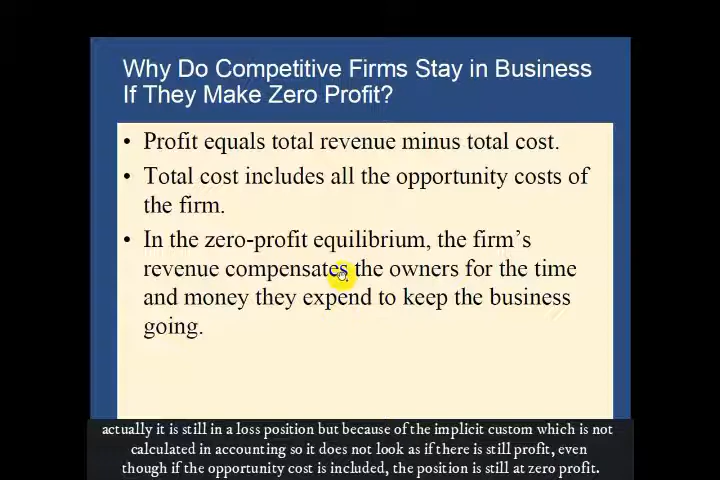 Why Do Competitive Firms Stay in Business
If They Make Zero Profit?
• Profit equals total revenue minus total cost.
• Total cost includes all the opportunity costs of
the firm.
• In the zero-profit equilibrium, the firm's
revenue compensates the owners for the time
and money they expend to keep the business
going.
actually it is still in a loss position but because of the implicit custom which is not
calculated in accounting so it does not look as if there is still profit, even
though if the opportunity cost is included, the position is still at zero profit.